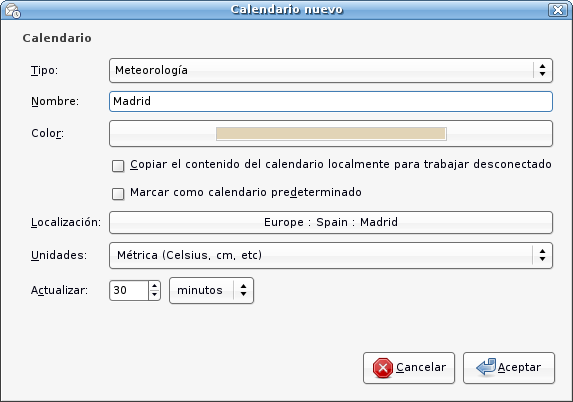 Calendario nuevo
Calendario
Tipo: Meteorología
Nombre: Madrid
Color:
Copiar el contenido del calendario localmente para trabajar desconectado
Marcar como calendario predeterminado
Localización: Europe : Spain : Madrid
Unidades: Métrica (Celsius, cm, etc)
Actualizar: 30 minutos
Cancelar Aceptar